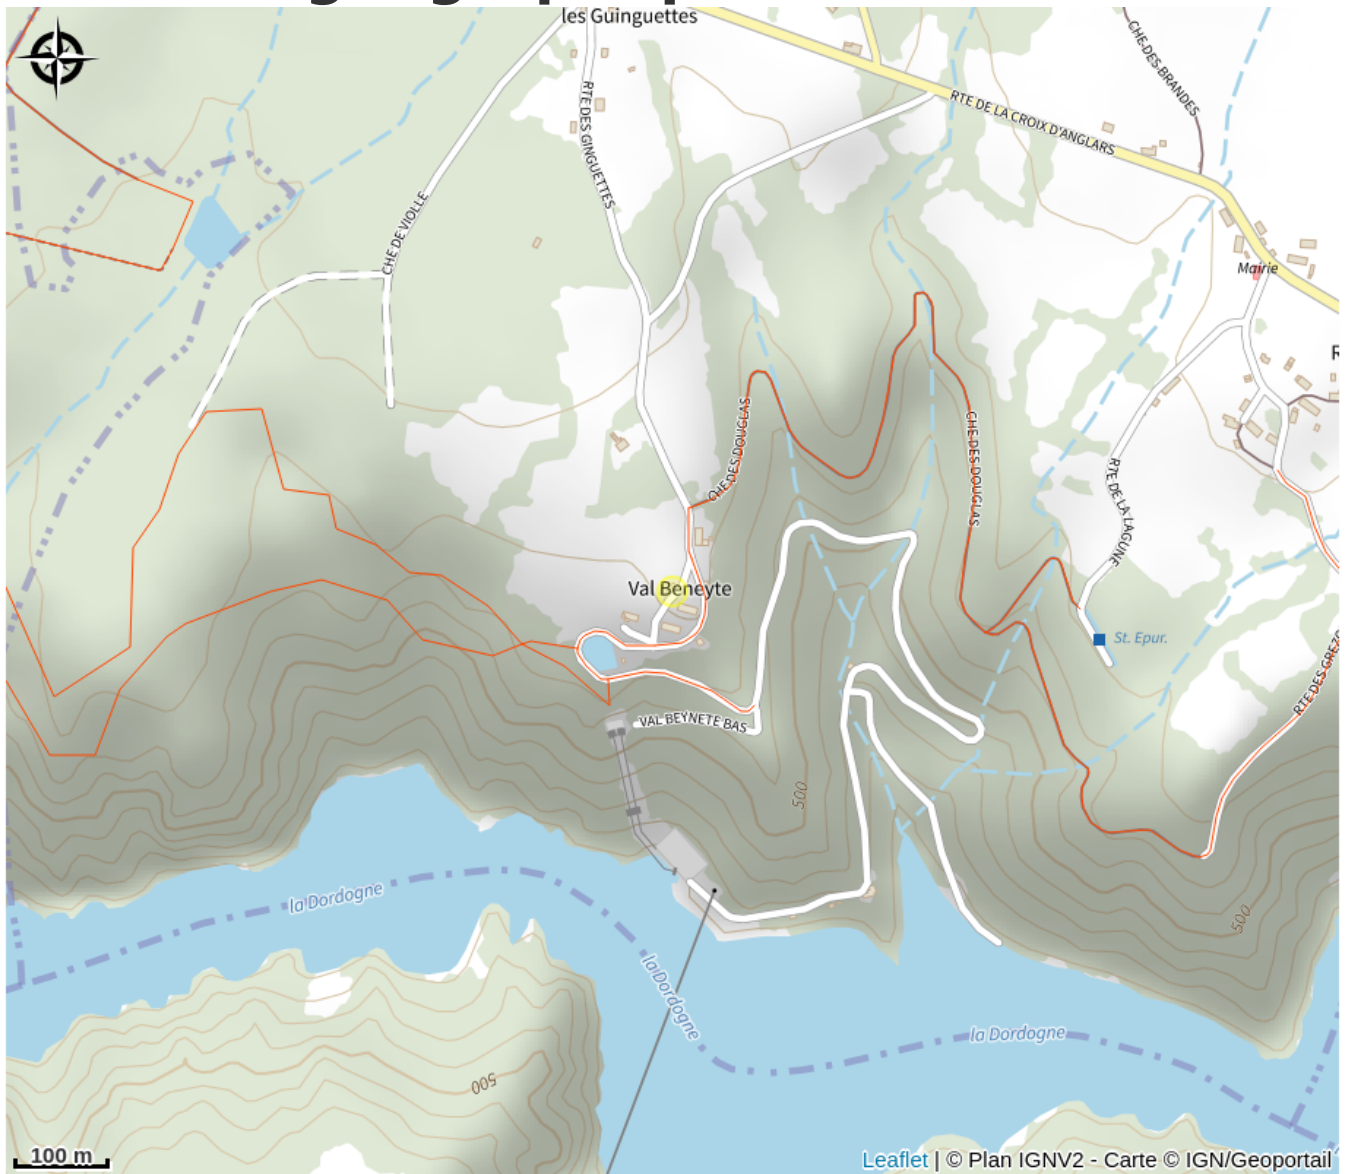 les Guinguettes
CHE DES BRANDES
RTE DES GINGUETTES
RTE DE LA CROIX D'ANGLARS
CHE DE VIOLLE
Mairie
R
CHE DES DOUGLAS
CHE DES DOUGLAS
RTE DE LA LAGUNE
Val Beneyte
St. Epur.
RTE DES GREZO
VAL BEYNETE BAS
500
la Dordogne
500
la Dordogne
la Dordogne
500
100 m
Leaflet | © Plan IGNV2 - Carte © IGN/Geoportail